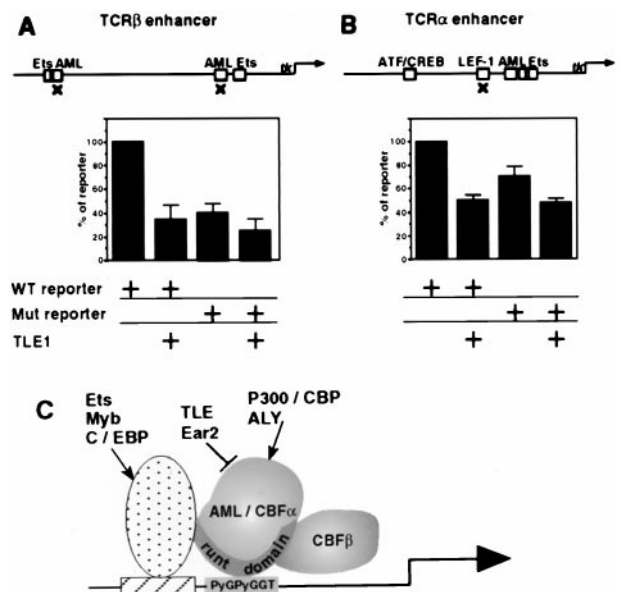 A TCRβ enhancer
Ets AML AML Ets tk
% of reporter
100
80
60
40
20
0
WT reporter + +
Mut reporter + +
TLE1 + +
B TCRα enhancer
ATF/CREB LEF-1 AML Ets tk
% of reporter
100
80
60
40
20
0
+ +
+ +
+ +
C
Ets
Myb
C / EBP
TLE
Ear2
P300 / CBP
ALY
AML / CBFα
runt domain
CBFβ
PyGPyGGT